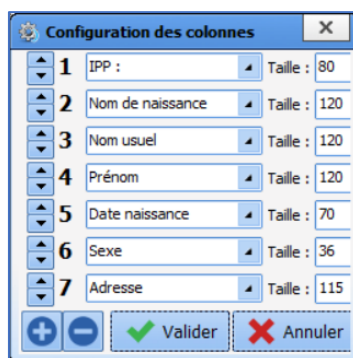 Configuration des colonnes
1 IPP : Taille : 80
2 Nom de naissance Taille : 120
3 Nom usuel Taille : 120
4 Prénom Taille : 120
5 Date naissance Taille : 70
6 Sexe Taille : 36
7 Adresse Taille : 115
Valider Annuler